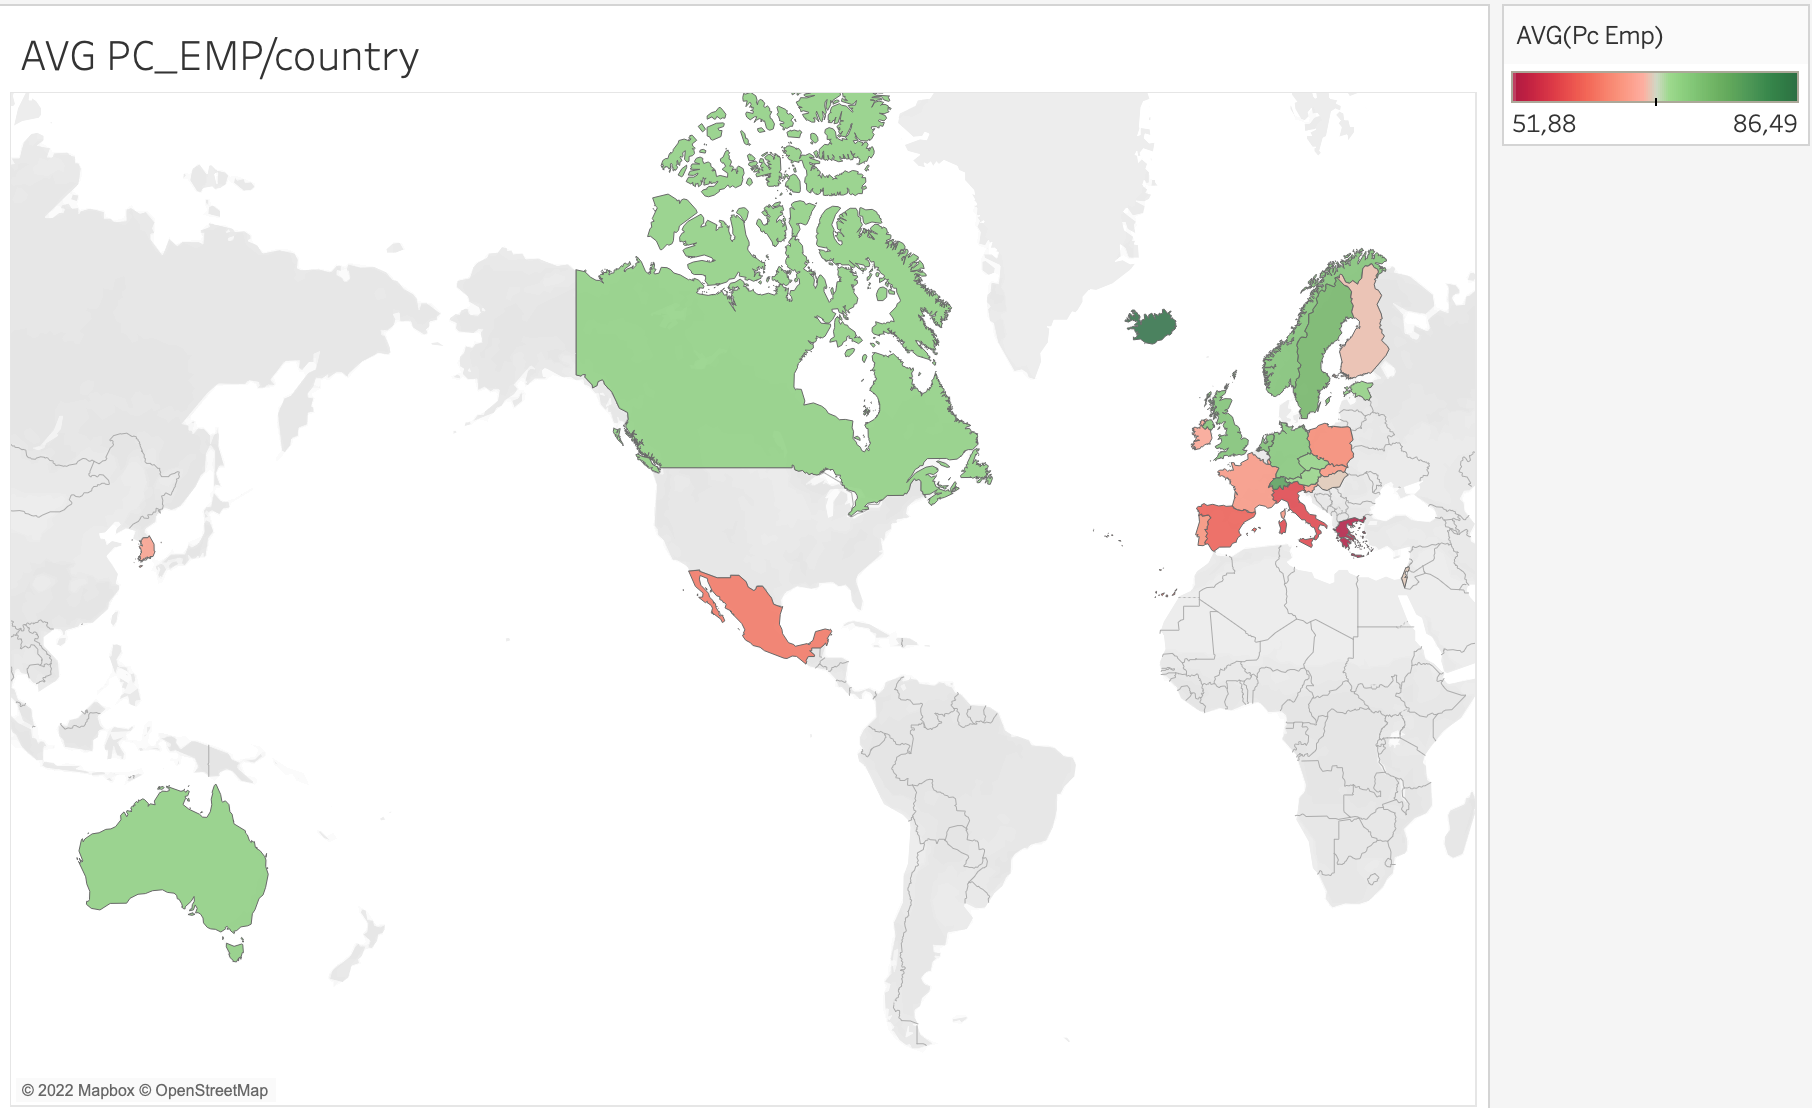 AVG PC_EMP/country
AVG(Pc Emp)
51,88
86,49
© 2022 Mapbox © OpenStreetMap